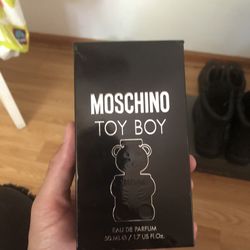 MOSCHINO
TOY BOY
EAU DE PARFUM
50 ML ℮ / 1.7 US Fl.Oz.